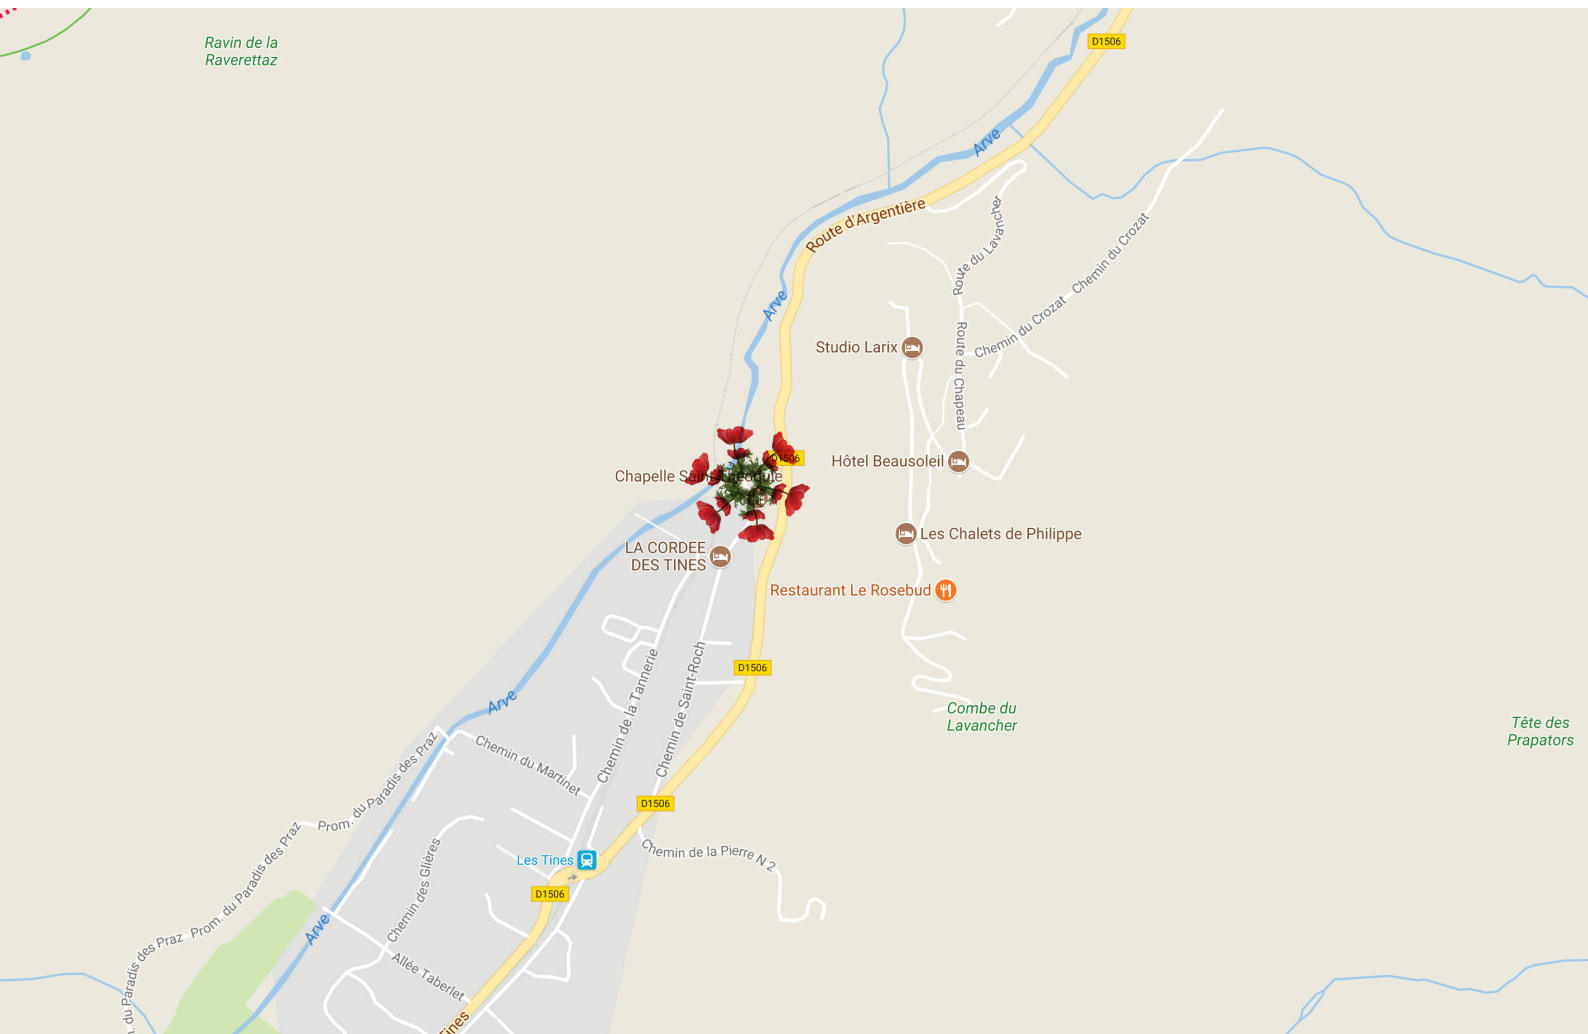 Ravin de la
Raverettaz
D1506
Arve
Route d'Argentière
Route du Lavancher
Chemin du Crozat
Chemin du Crozat
Arve
Studio Larix
Route du Chapeau
D1506
Hôtel Beausoleil
Chapelle Saint Théodule
Les Chalets de Philippe
LA CORDEE
DES TINES
Restaurant Le Rosebud
D1506
Arve
Chemin de la Tannerie
Chemin de Saint-Roch
Combe du
Lavancher
Tête des
Prapators
Chemin du Martinet
Prom. du Paradis des Praz
D1506
Prom. du Paradis des Praz
Chemin des Glières
Les Tines
Chemin de la Pierre N 2
D1506
Arve
Allée Taberlet
du Paradis des Praz
Tines